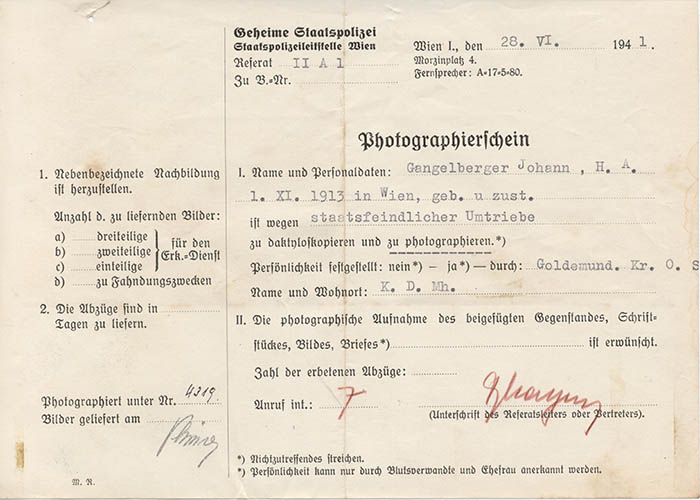 Geheime Staatspolizei
Staatspolizeileitstelle Wien
Referat II A 1
Zu B.=Nr.
Wien I., den 28. VI. 1941.
Morzinplatz 4.
Fernsprecher: A=17=5=80.
Photographierschein
1. Nebenbezeichnete Nachbildung
ist herzustellen.
Anzahl d. zu liefernden Bilder:
a) dreiteilige
b) zweiteilige
c) einteilige
für den
Erk.=Dienst
d) zu Fahndungszwecken
2. Die Abzüge sind in
Tagen zu liefern.
Photographiert unter Nr. 4319.
Bilder geliefert am
M. R.
I. Name und Personaldaten: Gangelberger Johann , H. A.
1. XI. 1913 in Wien, geb. u zust.
ist wegen staatsfeindlicher Umtriebe
zu daktyloskopieren und zu photographieren.*)
Persönlichkeit festgestellt: nein*) – ja*) – durch: Goldemund. Kr. O. S
Name und Wohnort: K. D. Mh.
II. Die photographische Aufnahme des beigefügten Gegenstandes, Schrift=
stückes, Bildes, Briefes*) ist erwünscht.
Zahl der erbetenen Abzüge:
Anruf int.: 7
(Unterschrift des Referatsleiters oder Vertreters).
*) Nichtzutreffendes streichen.
*) Persönlichkeit kann nur durch Blutsverwandte und Ehefrau anerkannt werden.